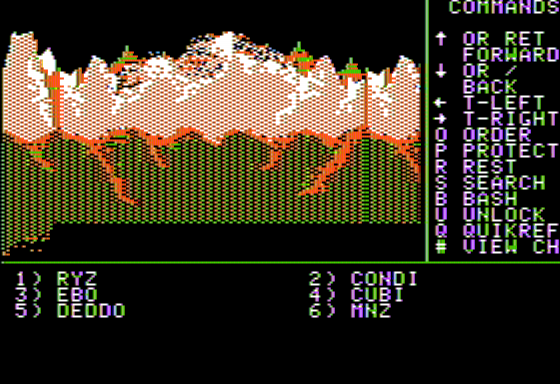 COMMANDS
↑ OR RET
FORWARD
↓ OR /
BACK
← T-LEFT
→ T-RIGHT
O ORDER
P PROTECT
R REST
S SEARCH
B BASH
U UNLOCK
Q QUIKREF
# VIEW CH
1) RYZ 2) CONDI
3) EBO 4) CUBI
5) DEDDO 6) MNZ